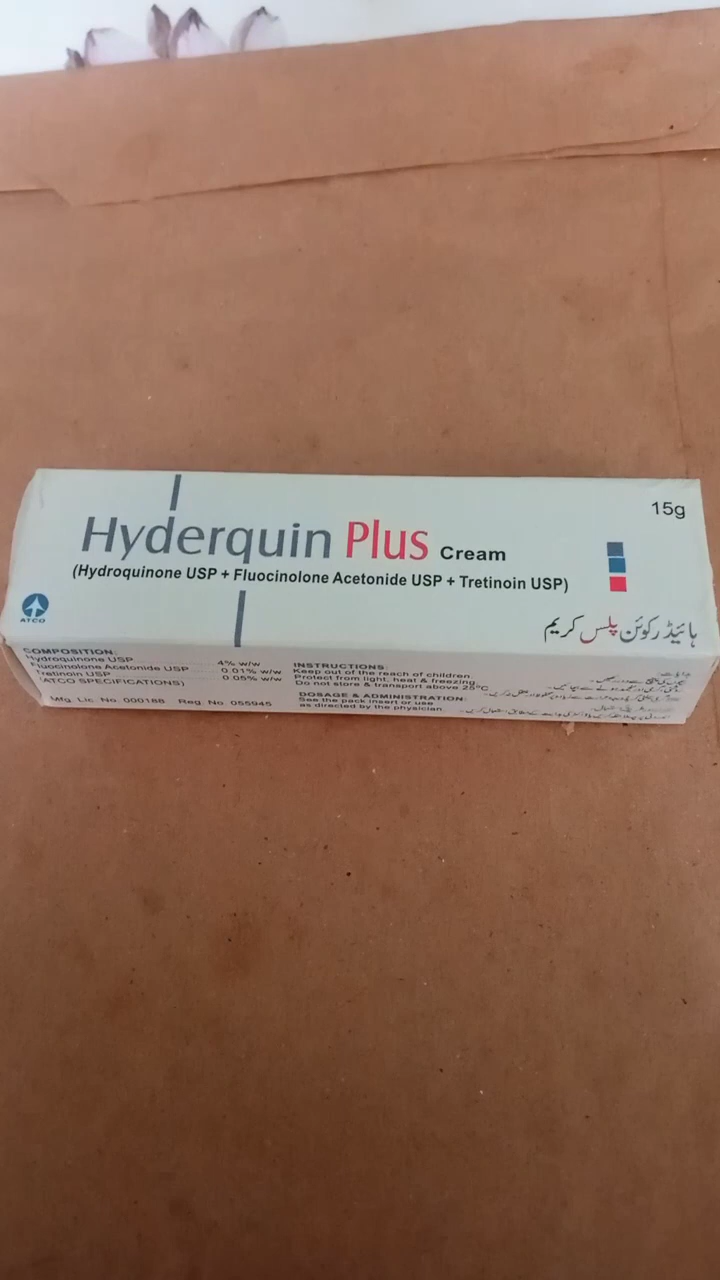 15g
Hyderquin Plus Cream
(Hydroquinone USP + Fluocinolone Acetonide USP + Tretinoin USP)
ATCO
ہائیڈرکوئن پلس کریم
COMPOSITION:
Hydroquinone USP 4% w/w
Fluocinolone Acetonide USP 0.01% w/w
Tretinoin USP 0.05% w/w
(ATCO SPECIFICATIONS)
Mfg. Lic. No. 000188 Reg. No. 055945
INSTRUCTIONS:
Keep out of the reach of children.
Protect from light, heat & freezing.
Do not store & transport above 25°C.
DOSAGE & ADMINISTRATION:
See the pack insert or use
as directed by the physician.